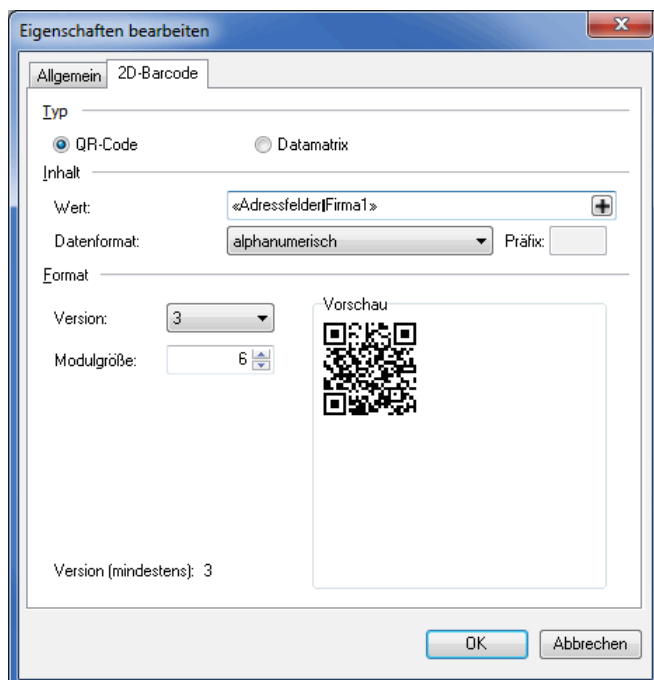 Eigenschaften bearbeiten
Allgemein 2D-Barcode
Typ
QR-Code Datamatrix
Inhalt
Wert: «Adressfelder|Firma1»
Datenformat: alphanumerisch Präfix:
Format
Version: 3 Vorschau
Modulgröße: 6
Version (mindestens): 3
OK Abbrechen